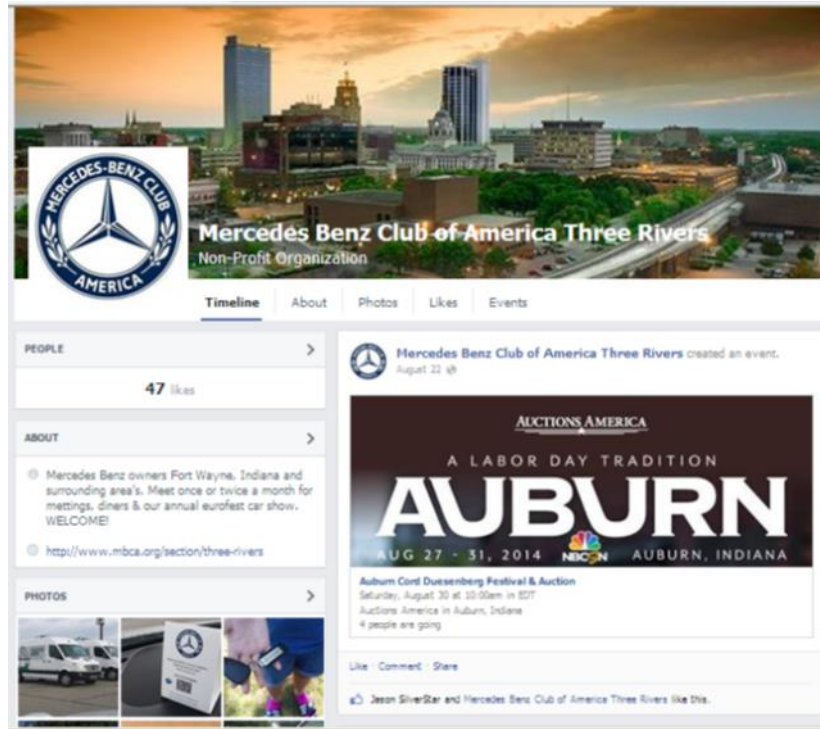 MERCEDES-BENZ CLUB
AMERICA
Mercedes Benz Club of America Three Rivers
Non-Profit Organization
Timeline About Photos Likes Events
PEOPLE
47 likes
ABOUT
Mercedes Benz owners Fort Wayne, Indiana and
surrounding area's. Meet once or twice a month for
mettings, diners & our annual eurofest car show.
WELCOME!
http://www.mbca.org/section/three-rivers
PHOTOS
Mercedes Benz Club of America Three Rivers created an event.
August 22
AUCTIONS AMERICA
A LABOR DAY TRADITION
AUBURN
AUG 27 - 31, 2014 NBCSN AUBURN, INDIANA
Auburn Cord Duesenberg Festival & Auction
Saturday, August 30 at 10:00am in EDT
Auctions America in Auburn, Indiana
4 people are going
Like · Comment · Share
Jason SilverStar and Mercedes Benz Club of America Three Rivers like this.